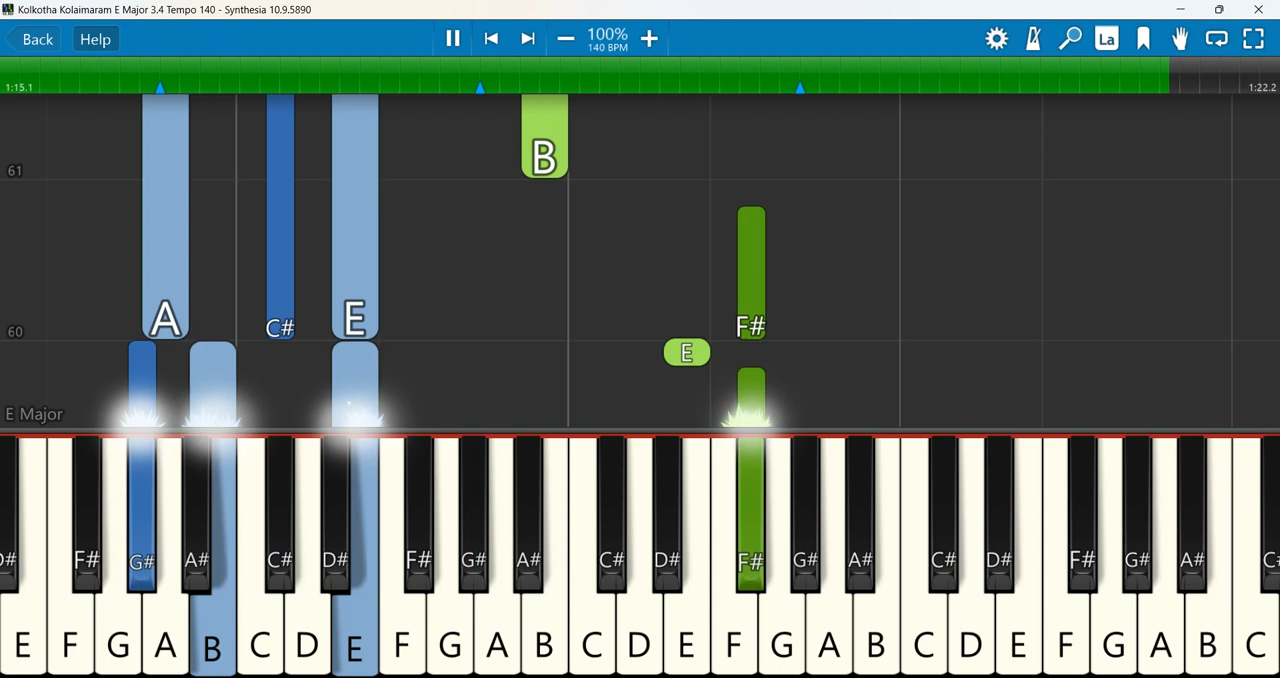 Kolkotha Kolaimaram E Major 3.4 Tempo 140 - Synthesia 10.9.5890
Back Help 100% La
140 BPM
1:15.1 1:22.2
B
61
A C# E F#
60
E
E Major
D# F# G# A# C# D# F# G# A# C# D# F# G# A# C# D# F# G# A# C#
E F G A B C D E F G A B C D E F G A B C D E F G A B C